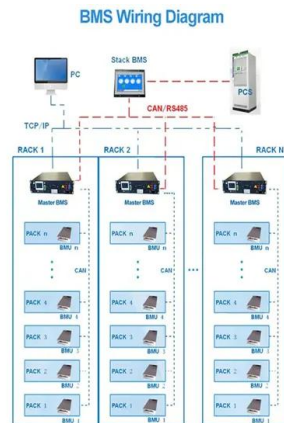 BMS Wiring Diagram
PC
Stack BMS
PCS
CAN/RS485
TCP/IP
RACK 1
RACK 2
RACK N
Master BMS
Master BMS
Master BMS
PACK n
PACK n
PACK n
BMU n
BMU n
BMU n
CAN
CAN
CAN
PACK 4
PACK 4
PACK 4
BMU 4
BMU 4
BMU 4
PACK 3
PACK 3
PACK 3
BMU 3
BMU 3
BMU 3
PACK 2
PACK 2
PACK 2
BMU 2
BMU 2
BMU 2
PACK 1
PACK 1
PACK 1
BMU 1
BMU 1
BMU 1